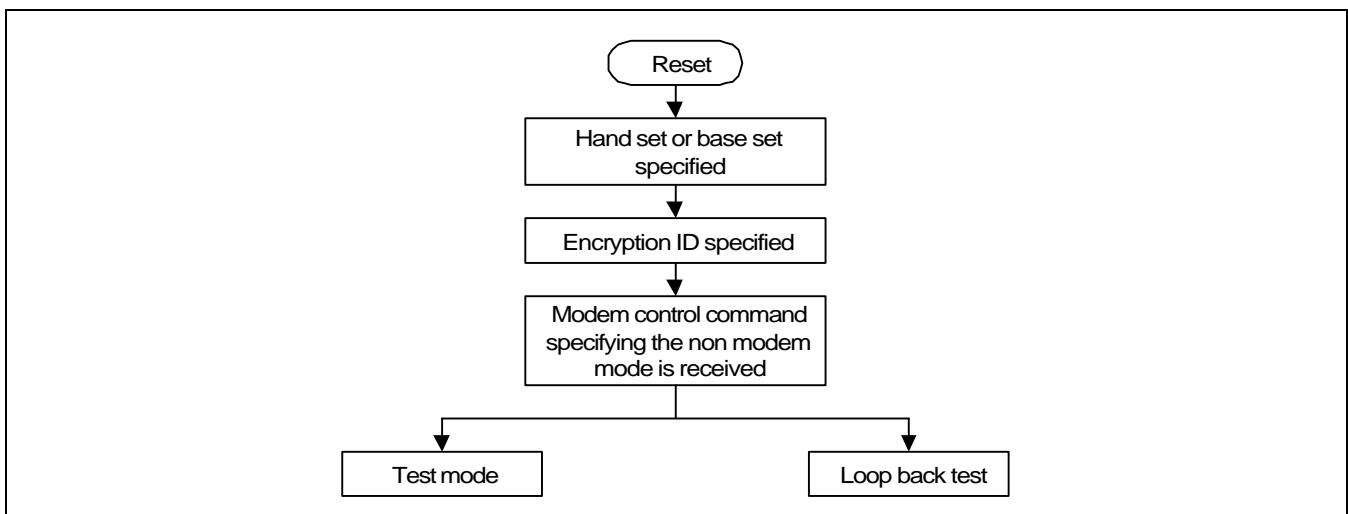 Reset
Hand set or base set
specified
Encryption ID specified
Modem control command
specifying the non modem
mode is received
Test mode
Loop back test